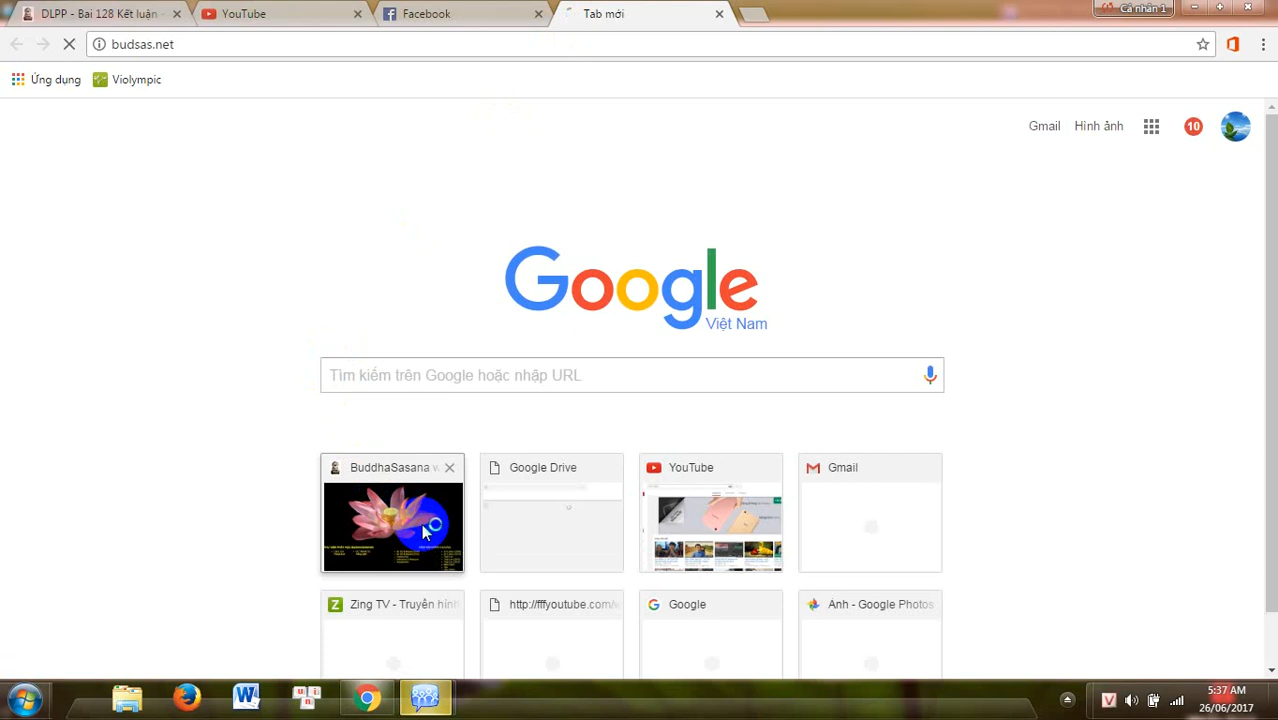 DLPP - Bài 128 Kết luận -
YouTube
Facebook
Tab mới
Cá nhân 1
budsas.net
Ứng dụng
Violympic
Gmail
Hình ảnh
10
Google
Việt Nam
Tìm kiếm trên Google hoặc nhập URL
BuddhaSasana w
Google Drive
YouTube
Gmail
Zing TV - Truyền hình
http://fffyoutube.com/w
Google
Ảnh - Google Photos
5:37 AM
26/06/2017